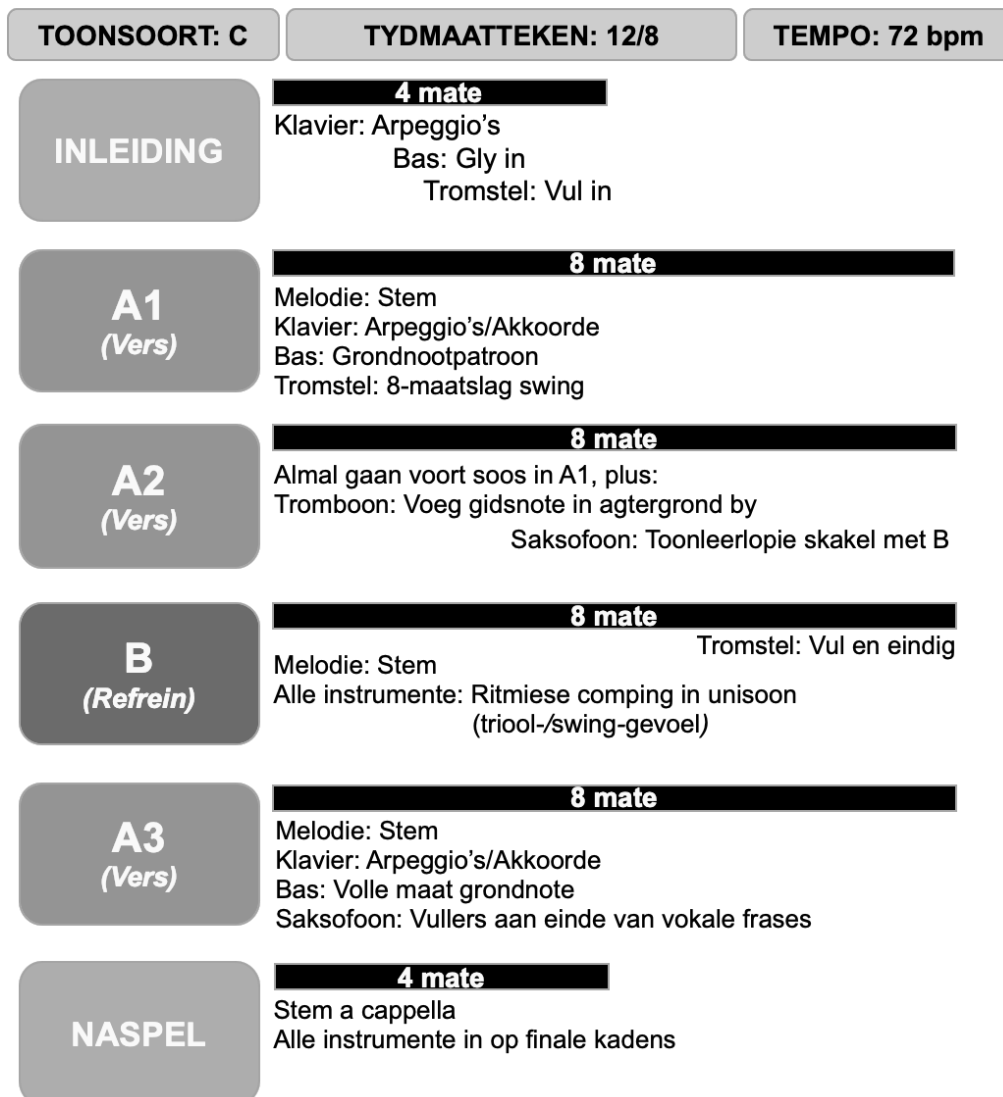 TOONSOORT: C
TYDMAATTEKEN: 12/8
TEMPO: 72 bpm
INLEIDING
4 mate
Klavier: Arpeggio’s
Bas: Gly in
Tromstel: Vul in
A1
(Vers)
8 mate
Melodie: Stem
Klavier: Arpeggio’s/Akkoorde
Bas: Grondnootpatroon
Tromstel: 8-maatslag swing
A2
(Vers)
8 mate
Almal gaan voort soos in A1, plus:
Tromboon: Voeg gidsnote in agtergrond by
Saksofoon: Toonleerlopie skakel met B
B
(Refrein)
8 mate
Tromstel: Vul en eindig
Melodie: Stem
Alle instrumente: Ritmiese comping in unisoon
(triool-/swing-gevoel)
A3
(Vers)
8 mate
Melodie: Stem
Klavier: Arpeggio’s/Akkoorde
Bas: Volle maat grondnote
Saksofoon: Vullers aan einde van vokale frases
NASPEL
4 mate
Stem a cappella
Alle instrumente in op finale kadens